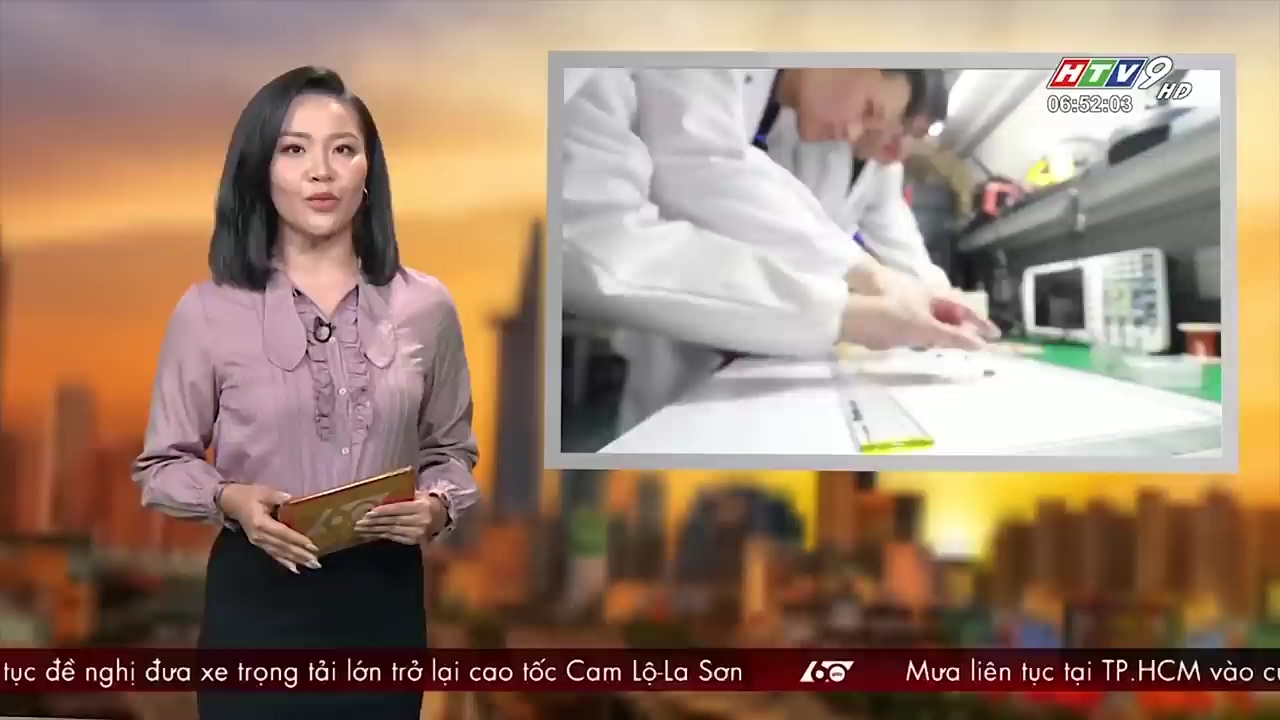 HTV9
HD
06:52:03
tục đề nghị đưa xe trọng tải lớn trở lại cao tốc Cam Lộ-La Sơn
60
Mưa liên tục tại TP.HCM vào